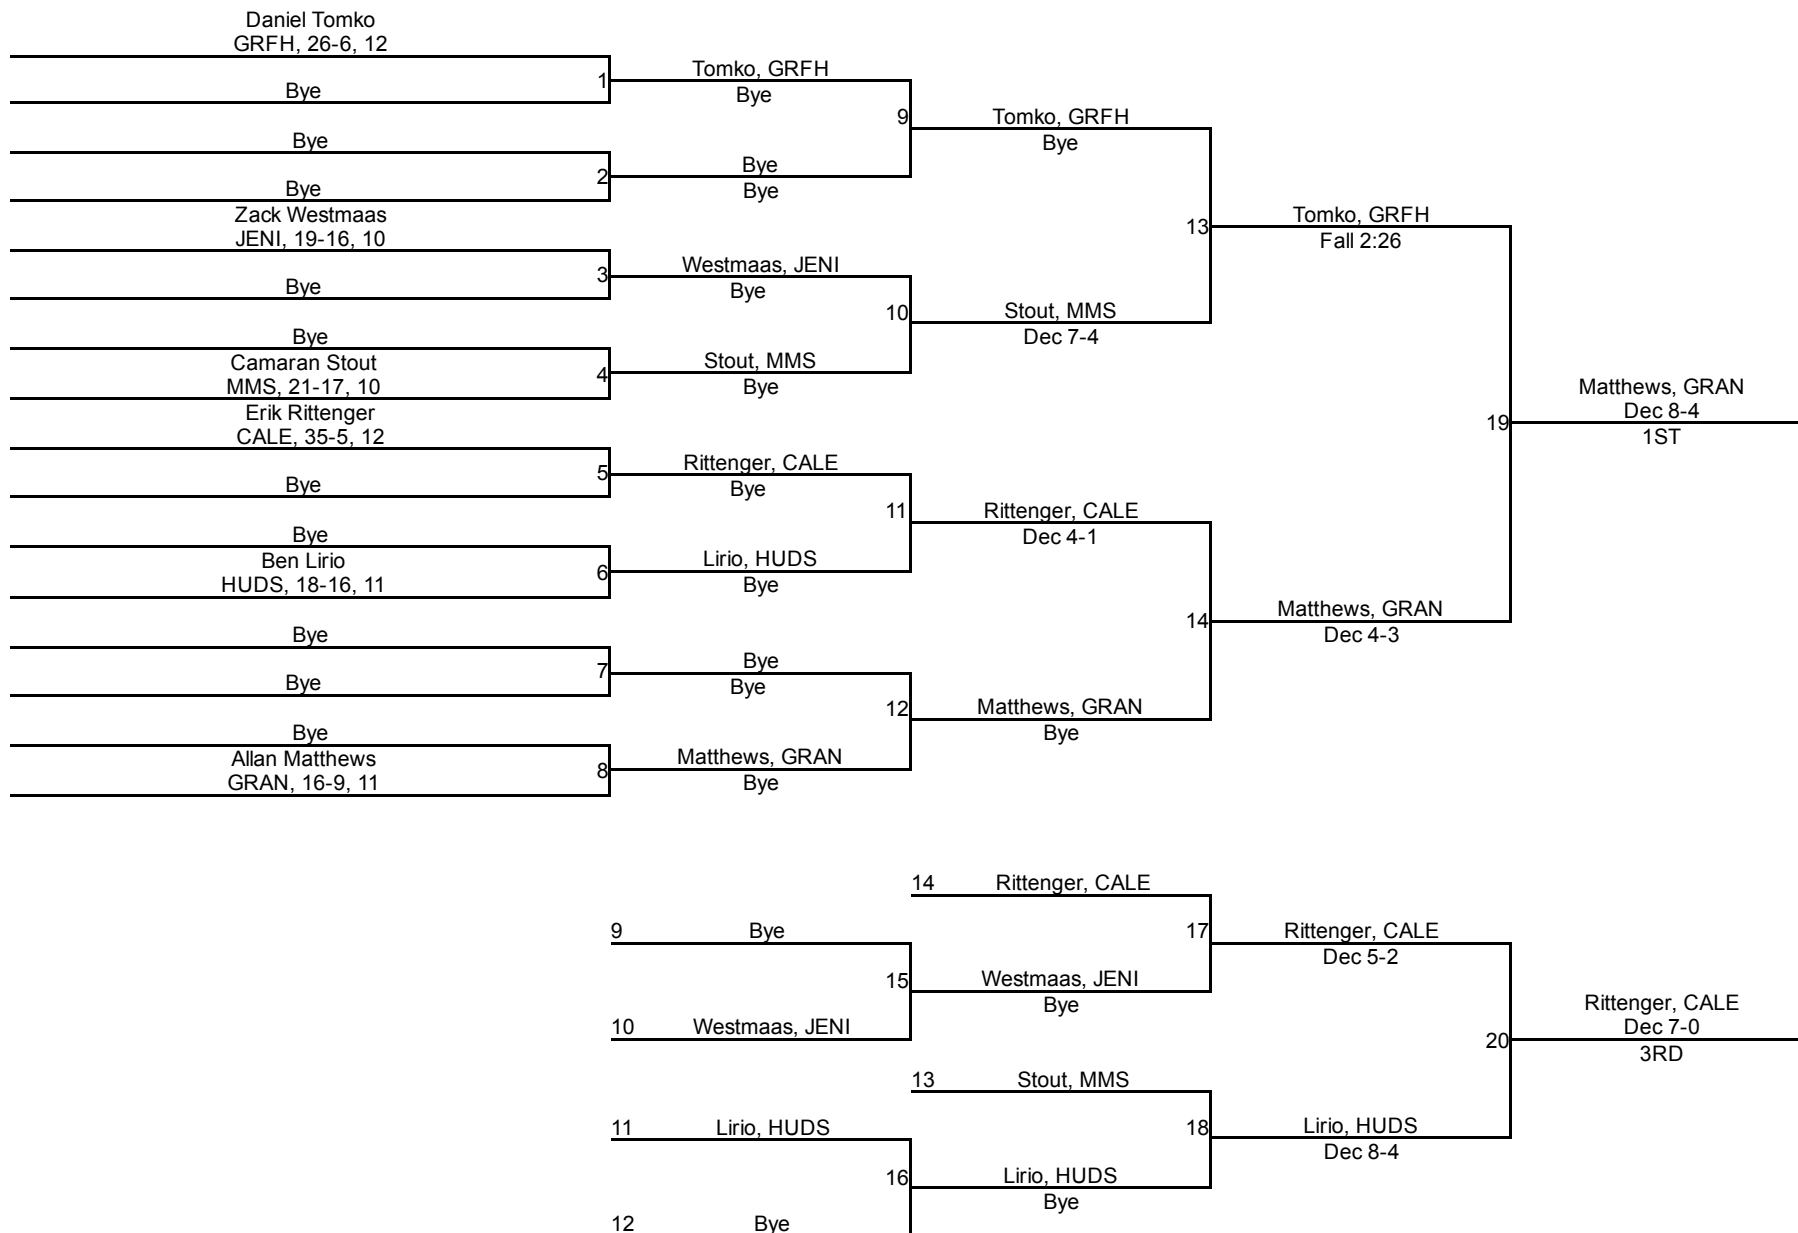 Daniel Tomko
GRFH, 26-6, 12
1
Bye
Bye
2
Bye
Zack Westmaas
JENI, 19-16, 10
3
Bye
Bye
Camaran Stout
4
MMS, 21-17, 10
Erik Rittenger
CALE, 35-5, 12
5
Bye
Bye
Ben Lirio
6
HUDS, 18-16, 11
Bye
7
Bye
Bye
Allan Matthews
8
GRAN, 16-9, 11
Tomko, GRFH
Bye
9
Bye
Bye
Westmaas, JENI
Bye
10
Stout, MMS
Bye
Rittenger, CALE
Bye
11
Lirio, HUDS
Bye
Bye
Bye
12
Matthews, GRAN
Bye
Tomko, GRFH
Bye
13
Stout, MMS
Dec 7-4
Rittenger, CALE
Dec 4-1
14
Matthews, GRAN
Bye
Tomko, GRFH
Fall 2:26
19
Matthews, GRAN
Dec 4-3
Matthews, GRAN
Dec 8-4
1ST
14 Rittenger, CALE
9 Bye
17
15
Westmaas, JENI
Bye
10 Westmaas, JENI
Rittenger, CALE
Dec 5-2
20
13 Stout, MMS
11 Lirio, HUDS
18
16
Lirio, HUDS
Bye
12 Bye
Lirio, HUDS
Dec 8-4
Rittenger, CALE
Dec 7-0
3RD